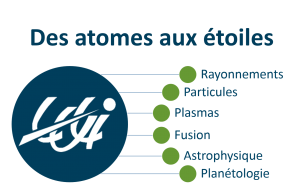 Des atomes aux étoiles
Rayonnements
Particules
Plasmas
Fusion
Astrophysique
Planétologie